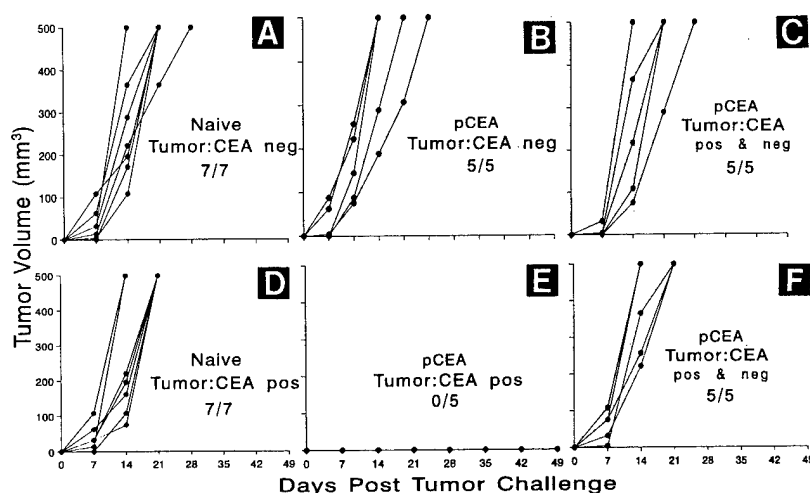 Tumor Volume (mm³)
500
400
300
200
100
0
A
Naive
Tumor:CEA neg
7/7
B
pCEA
Tumor:CEA neg
5/5
C
pCEA
Tumor:CEA
pos & neg
5/5
500
400
300
200
100
0
D
Naive
Tumor:CEA pos
7/7
E
pCEA
Tumor:CEA pos
0/5
F
pCEA
Tumor:CEA
pos & neg
5/5
0 7 14 21 28 35 42 49
7 14 21 28 35 42 49
0 7 14 21 28 35 42 49
Days Post Tumor Challenge